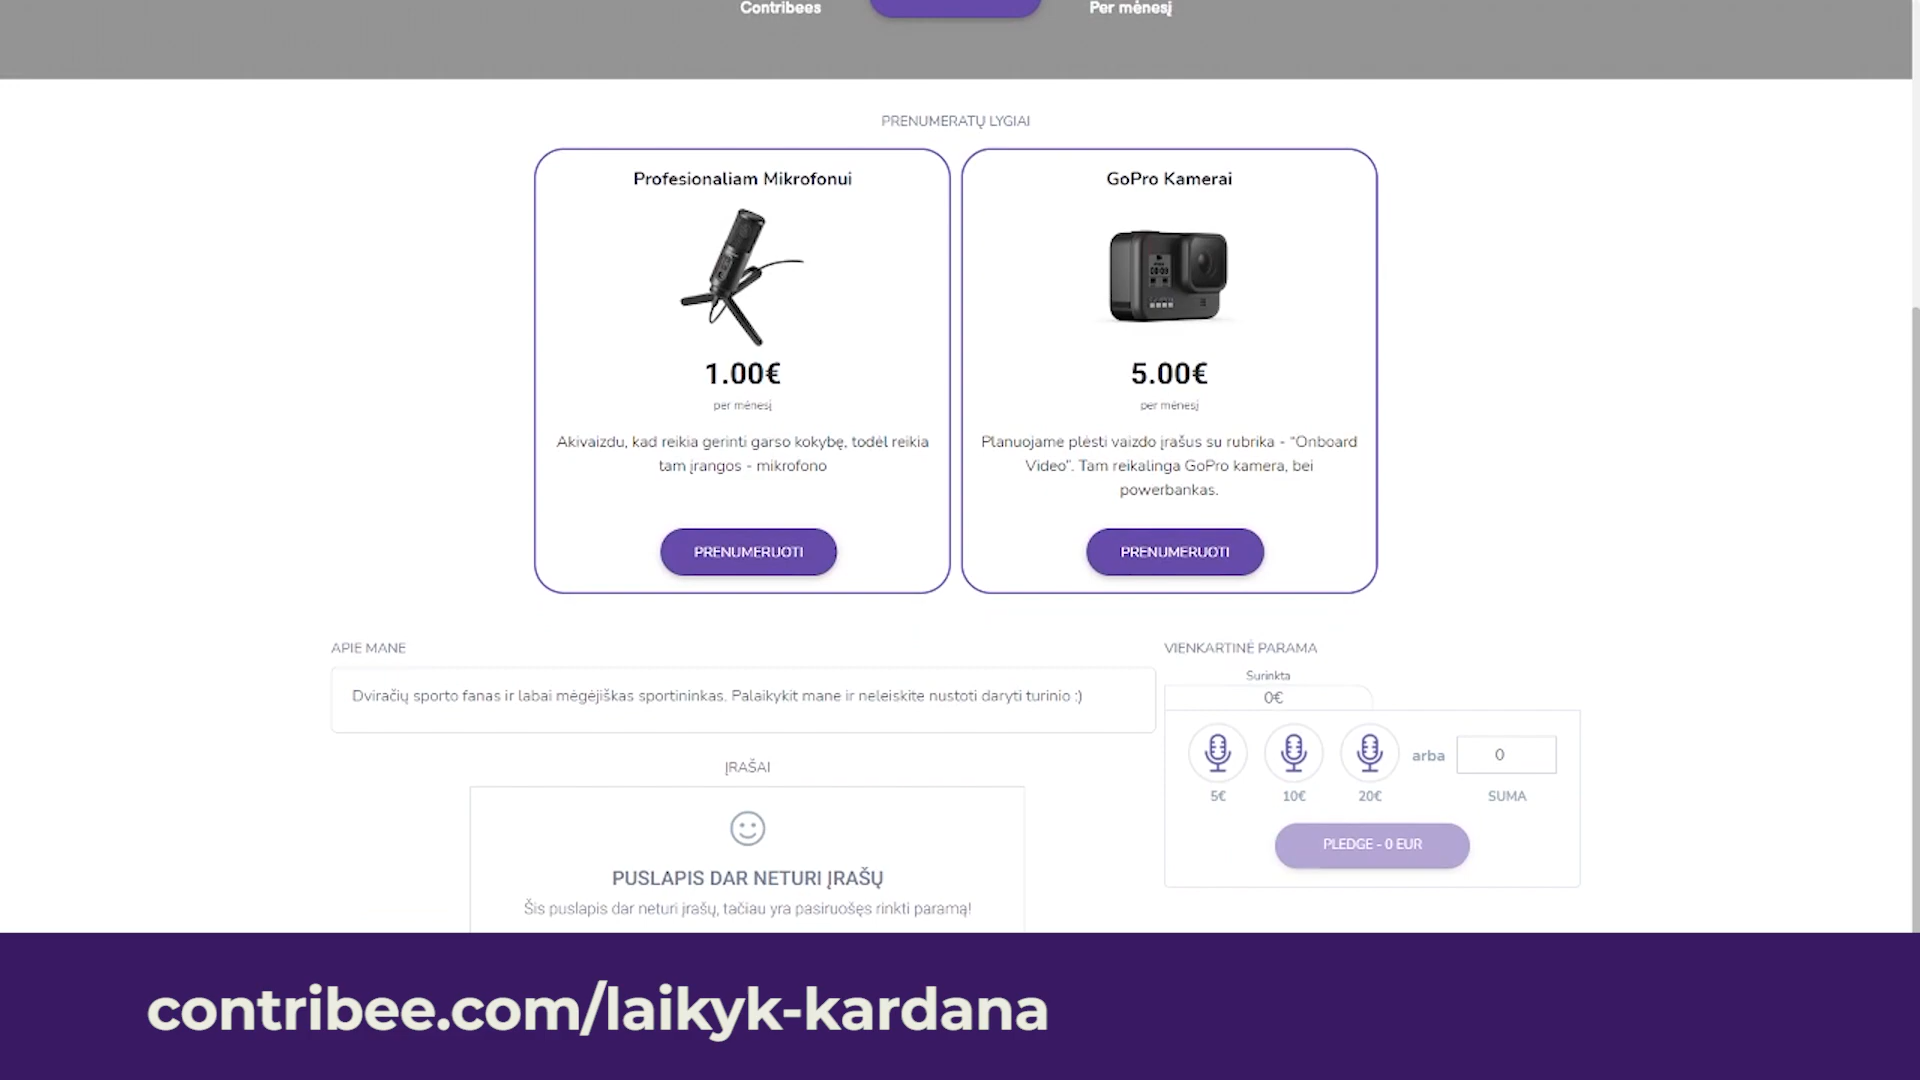 Contribees
Per mėnesį
PRENUMERATŲ LYGIAI
Profesionaliam Mikrofonui
1.00€
per mėnesį
Akivaizdu, kad reikia gerinti garso kokybę, todėl reikia
tam įrangos - mikrofono
PRENUMERUOTI
GoPro Kamerai
5.00€
per mėnesį
Planuojame plėsti vaizdo įrašus su rubrika - “Onboard
Video”. Tam reikalinga GoPro kamera, bei
powerbankas.
PRENUMERUOTI
APIE MANE
Dviračių sporto fanas ir labai mėgėjiškas sportininkas. Palaikykit mane ir neleiskite nustoti daryti turinio :)
ĮRAŠAI
PUSLAPIS DAR NETURI ĮRAŠŲ
Šis puslapis dar neturi įrašų, tačiau yra pasiruošęs rinkti paramą!
VIENKARTINĖ PARAMA
Surinkta
0€
arba
0
5€
10€
20€
SUMA
PLEDGE - 0 EUR
contribee.com/laikyk-kardana